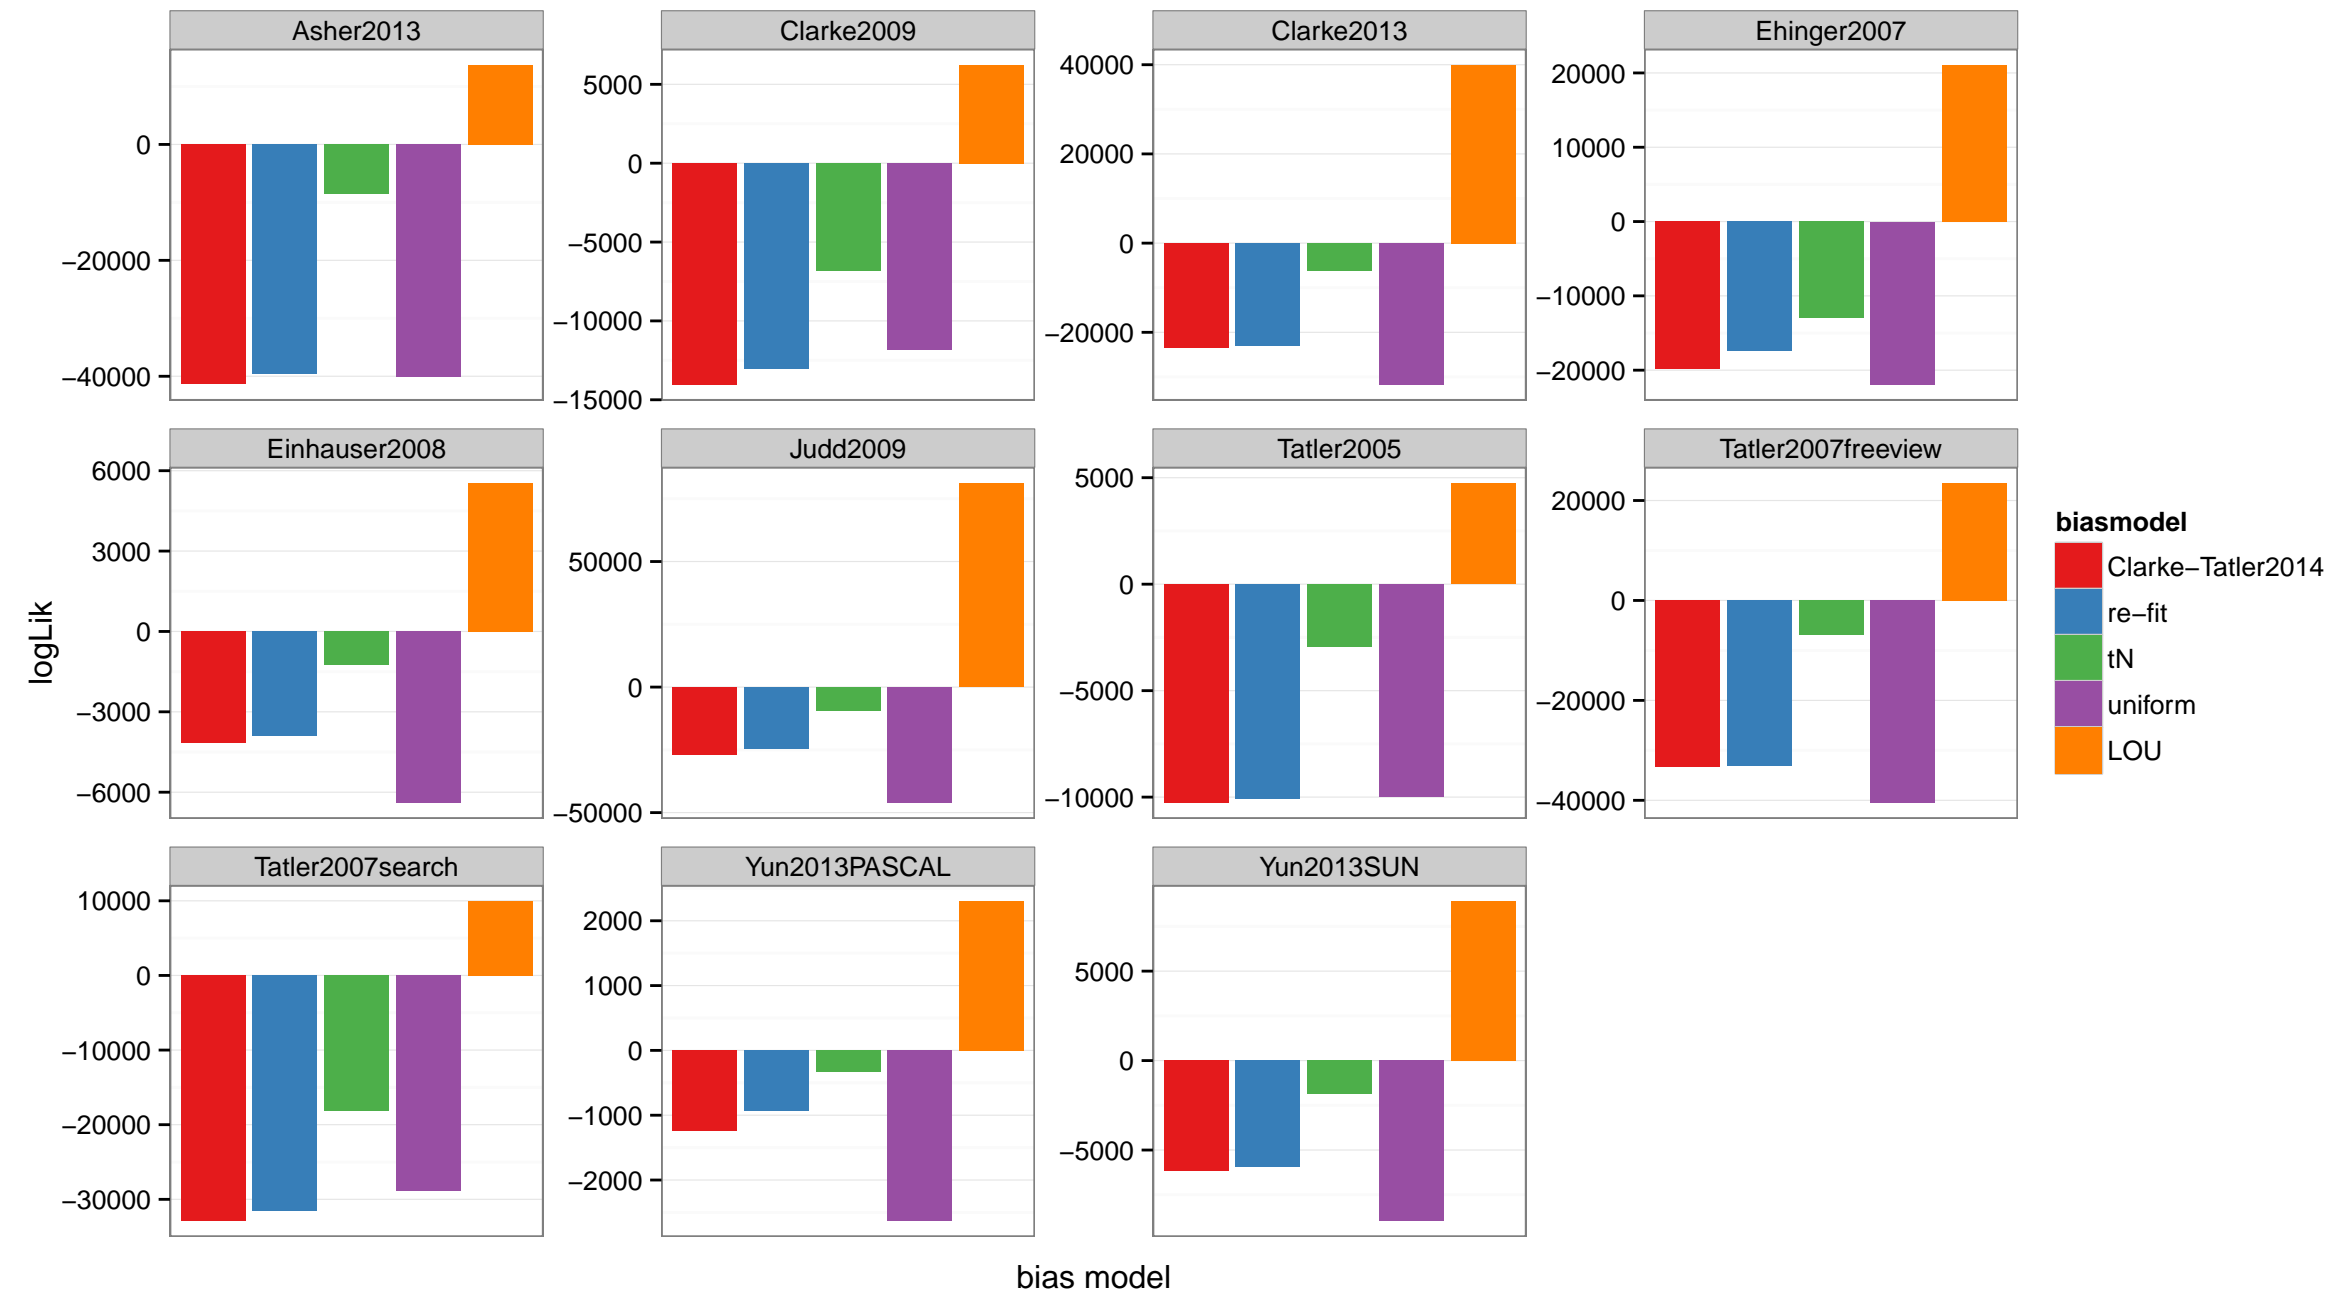 Asher2013
Clarke2009
Clarke2013
Ehinger2007
0
−20000
−40000
5000
0
−5000
−10000
−15000
40000
20000
0
−20000
20000
10000
0
−10000
−20000
Einhauser2008
Judd2009
Tatler2005
Tatler2007freeview
6000
3000
0
−3000
−6000
50000
0
−50000
5000
0
−5000
−10000
20000
0
−20000
−40000
Tatler2007search
Yun2013PASCAL
Yun2013SUN
10000
0
−10000
−20000
−30000
2000
1000
0
−1000
−2000
5000
0
−5000
logLik
bias model
biasmodel
Clarke−Tatler2014
re−fit
tN
uniform
LOU